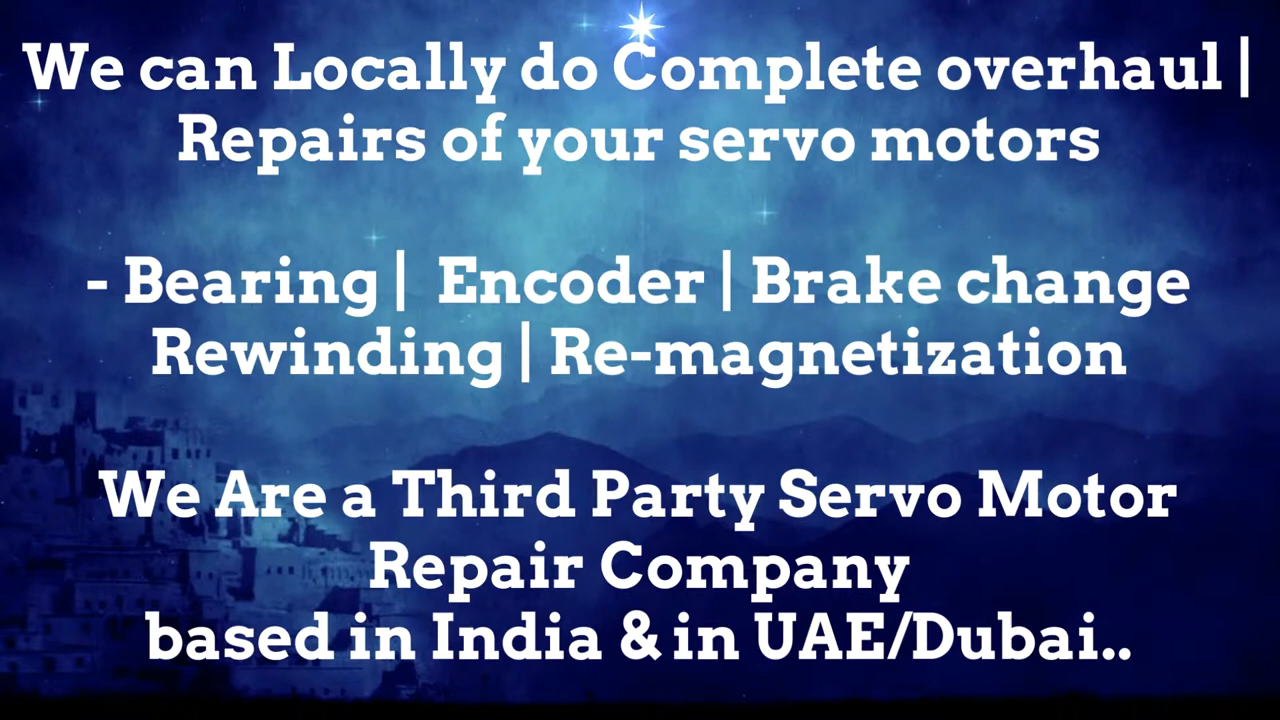 We can Locally do Complete overhaul |
Repairs of your servo motors
- Bearing | Encoder | Brake change
Rewinding | Re-magnetization
We Are a Third Party Servo Motor
Repair Company
based in India & in UAE/Dubai..